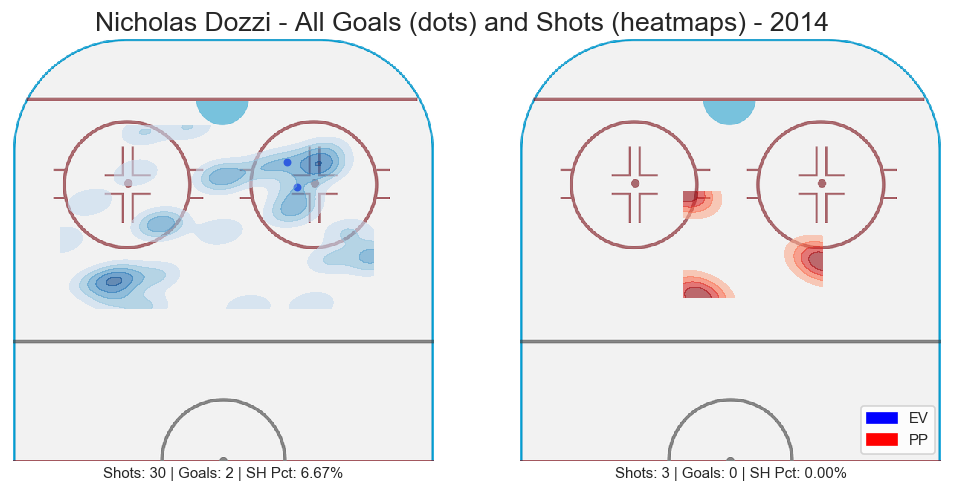 Nicholas Dozzi - All Goals (dots) and Shots (heatmaps) - 2014
EV
PP
Shots: 30 | Goals: 2 | SH Pct: 6.67%
Shots: 3 | Goals: 0 | SH Pct: 0.00%